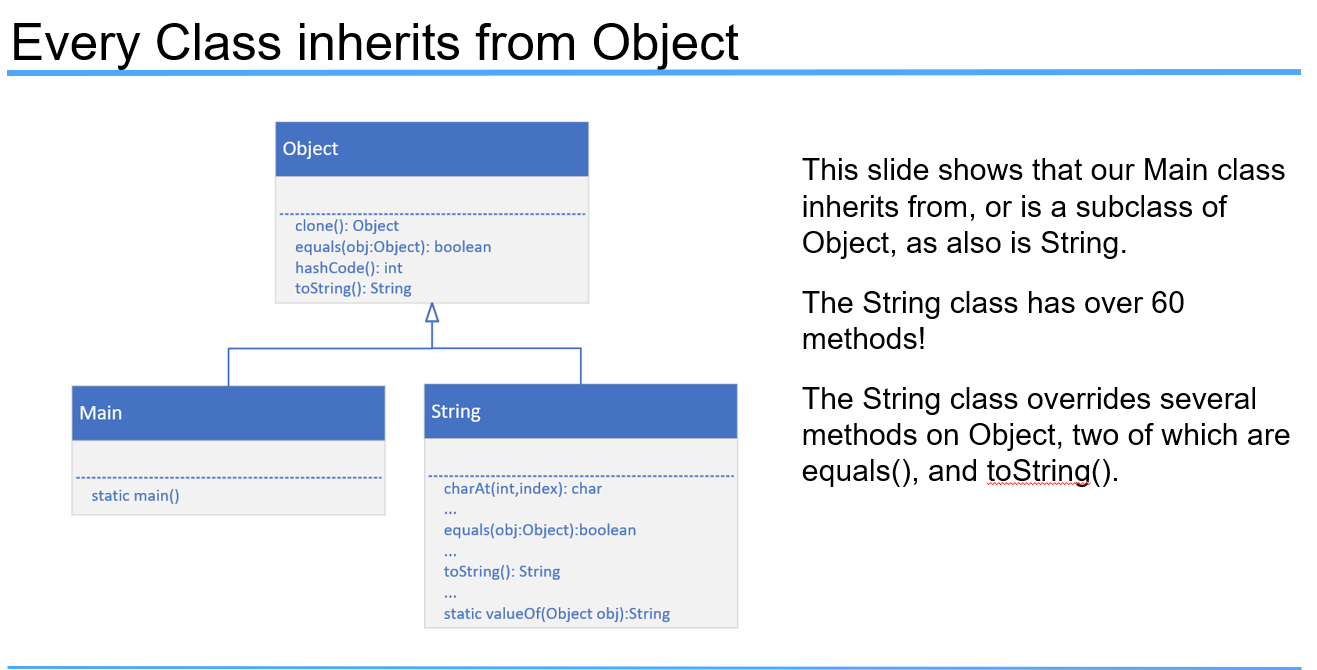 Every Class inherits from Object
Object
clone(): Object
equals(obj:Object): boolean
hashCode(): int
toString(): String
Main
static main()
String
charAt(int,index): char
...
equals(obj:Object):boolean
...
toString(): String
...
static valueOf(Object obj):String
This slide shows that our Main class
inherits from, or is a subclass of
Object, as also is String.
The String class has over 60
methods!
The String class overrides several
methods on Object, two of which are
equals(), and toString().